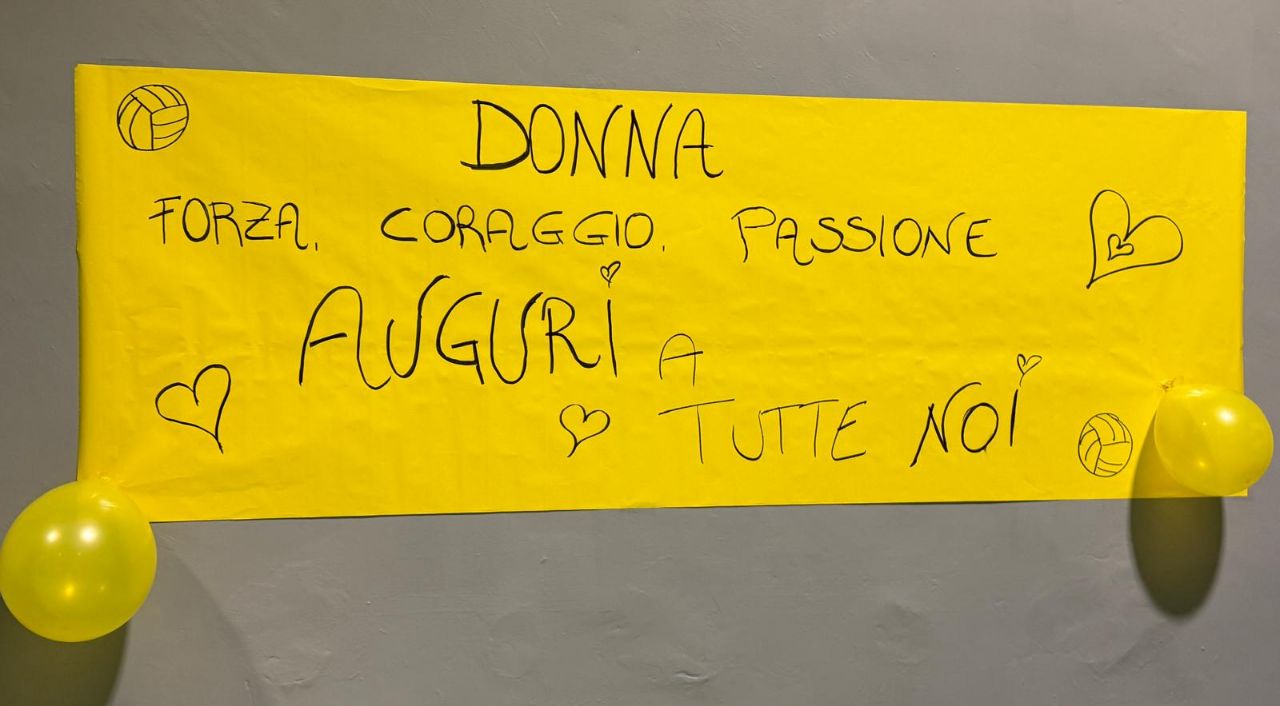 DONNA
FORZA, CORAGGIO, PASSIONE
AUGURI A
TUTTE NOI